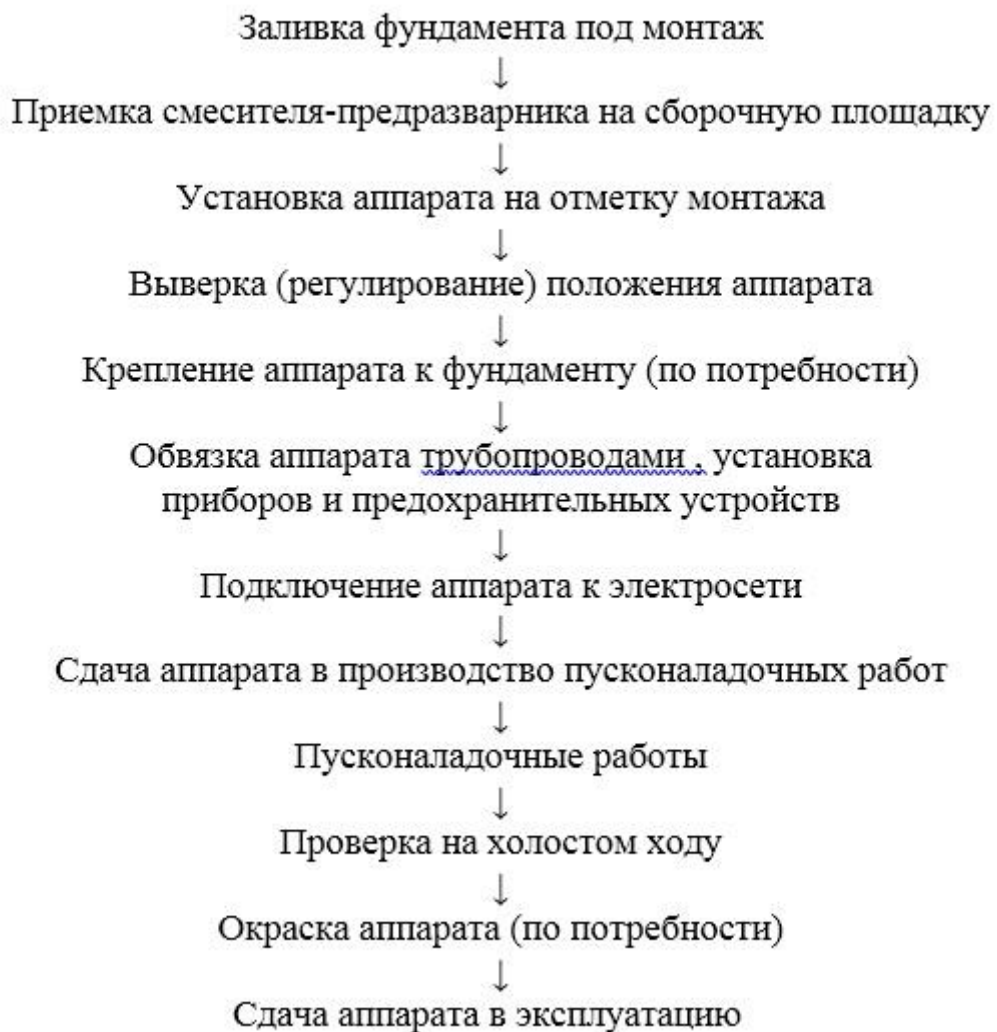 Заливка фундамента под монтаж
↓
Приемка смесителя-предразварника на сборочную площадку
↓
Установка аппарата на отметку монтажа
↓
Выверка (регулирование) положения аппарата
↓
Крепление аппарата к фундаменту (по потребности)
↓
Обвязка аппарата трубопроводами , установка
приборов и предохранительных устройств
↓
Подключение аппарата к электросети
↓
Сдача аппарата в производство пусконаладочных работ
↓
Пусконаладочные работы
↓
Проверка на холостом ходу
↓
Окраска аппарата (по потребности)
↓
Сдача аппарата в эксплуатацию